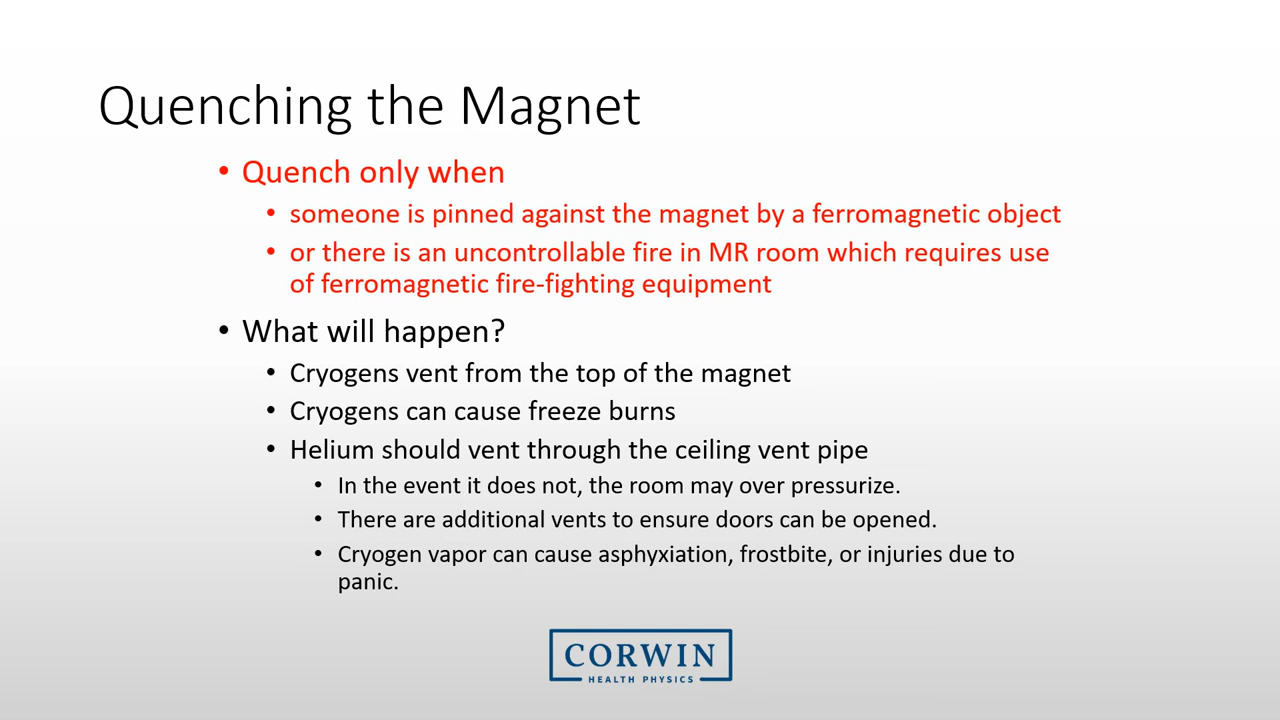 Quenching the Magnet
• Quench only when
• someone is pinned against the magnet by a ferromagnetic object
• or there is an uncontrollable fire in MR room which requires use
of ferromagnetic fire-fighting equipment
• What will happen?
• Cryogens vent from the top of the magnet
• Cryogens can cause freeze burns
• Helium should vent through the ceiling vent pipe
• In the event it does not, the room may over pressurize.
• There are additional vents to ensure doors can be opened.
• Cryogen vapor can cause asphyxiation, frostbite, or injuries due to
panic.
CORWIN
HEALTH PHYSICS